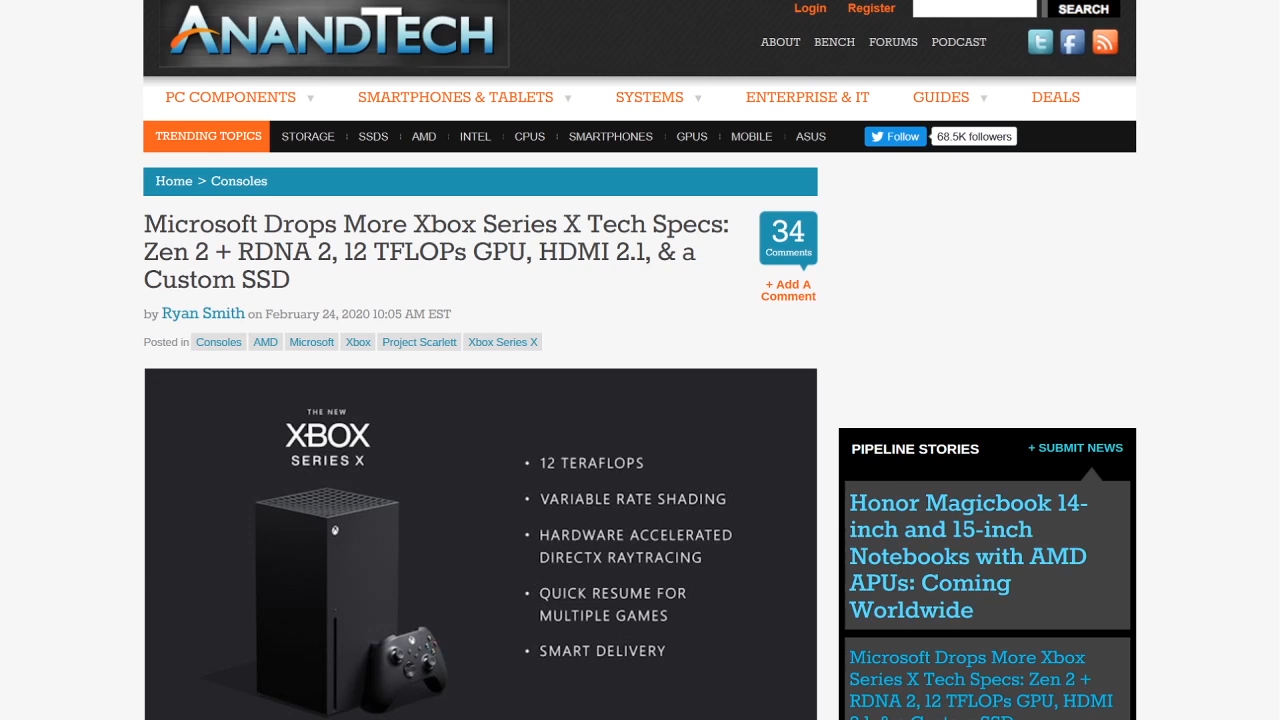 ANANDTECH
Login Register SEARCH
ABOUT BENCH FORUMS PODCAST
PC COMPONENTS SMARTPHONES & TABLETS SYSTEMS ENTERPRISE & IT GUIDES DEALS
TRENDING TOPICS STORAGE SSDS AMD INTEL CPUS SMARTPHONES GPUS MOBILE ASUS Follow 68.5K followers
Home > Consoles
Microsoft Drops More Xbox Series X Tech Specs:
Zen 2 + RDNA 2, 12 TFLOPs GPU, HDMI 2.1, & a
Custom SSD
34
Comments
+ Add A
Comment
by Ryan Smith on February 24, 2020 10:05 AM EST
Posted in Consoles AMD Microsoft Xbox Project Scarlett Xbox Series X
THE NEW
XBOX
SERIES X
• 12 TERAFLOPS
• VARIABLE RATE SHADING
• HARDWARE ACCELERATED
DIRECTX RAYTRACING
• QUICK RESUME FOR
MULTIPLE GAMES
• SMART DELIVERY
PIPELINE STORIES + SUBMIT NEWS
Honor Magicbook 14-
inch and 15-inch
Notebooks with AMD
APUs: Coming
Worldwide
Microsoft Drops More Xbox
Series X Tech Specs: Zen 2 +
RDNA 2, 12 TFLOPs GPU, HDMI
2.1, & a Custom SSD